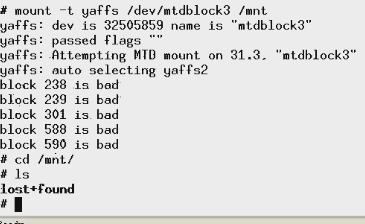 # mount -t yaffs /dev/mtdblock3 /mnt
yaffs: dev is 32505859 name is "mtdblock3"
yaffs: passed flags ""
yaffs: Attempting MTD mount on 31.3, "mtdblock3"
yaffs: auto selecting yaffs2
block 238 is bad
block 239 is bad
block 301 is bad
block 588 is bad
block 590 is bad
# cd /mnt/
# ls
lost+found
#